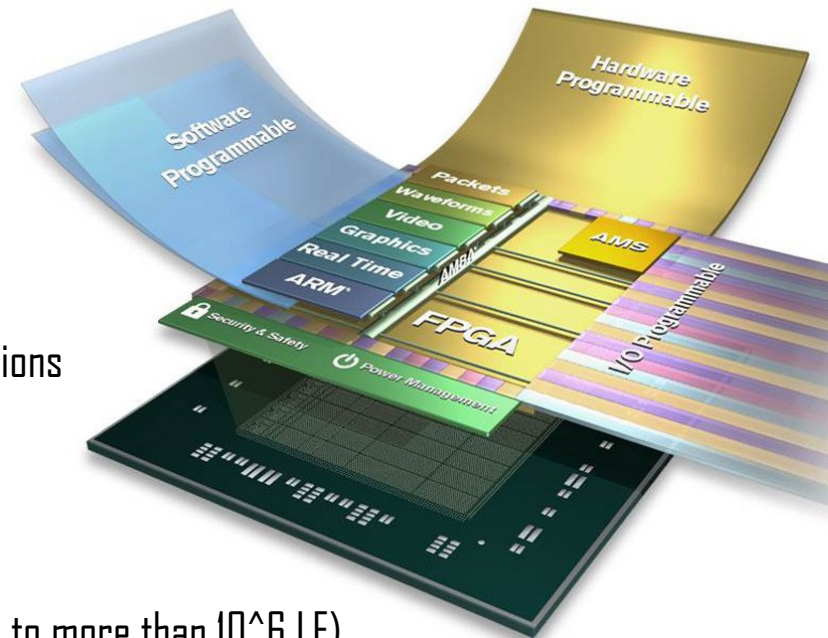 Software
Programmable
Hardware
Programmable
Packets
Waveforms
Video
Graphics
Real Time
ARM®
AMBA®
AMS
FPGA
I/O Programmable
Security & Safety
Power Management
ions
to more than 10^6 LE)